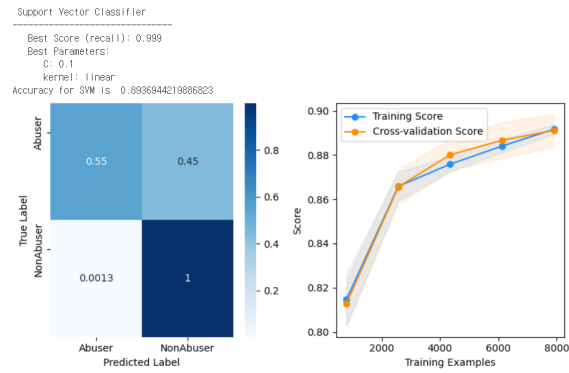 Support Vector Classifier
------------------------------
Best Score (recall): 0.999
Best Parameters:
C: 0.1
kernel: linear
Accuracy for SVM is 0.8936944219886823
Abuser
NonAbuser
True Label
0.55
0.45
0.0013
1
Abuser
NonAbuser
Predicted Label
0.8
0.6
0.4
0.2
Training Score
Cross-validation Score
0.90
0.88
0.86
0.84
0.82
0.80
Score
2000
4000
6000
8000
Training Examples